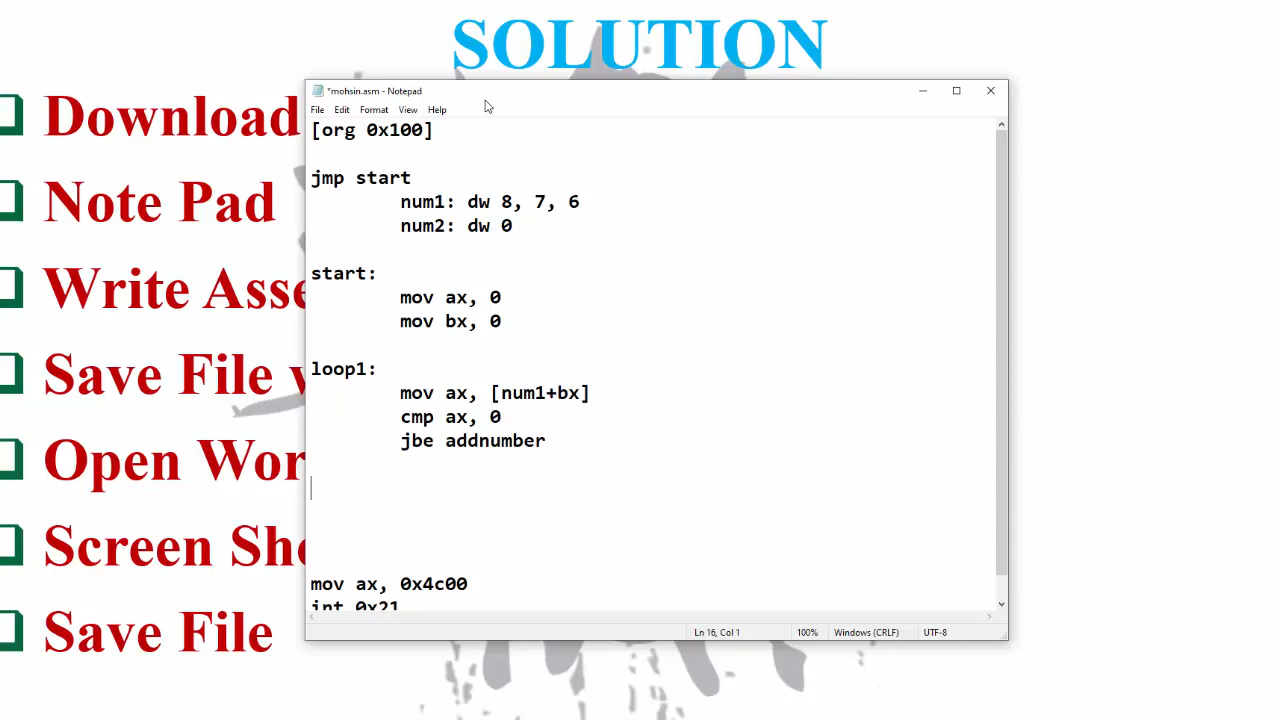 SOLUTION
Download
Note Pad
Write Asse
Save File
Open Wor
Screen Sh
Save File
*mohsin.asm - Notepad
File Edit Format View Help
[org 0x100]
jmp start
num1: dw 8, 7, 6
num2: dw 0
start:
mov ax, 0
mov bx, 0
loop1:
mov ax, [num1+bx]
cmp ax, 0
jbe addnumber
mov ax, 0x4c00
int 0x21
Ln 16, Col 1 100% Windows (CRLF) UTF-8